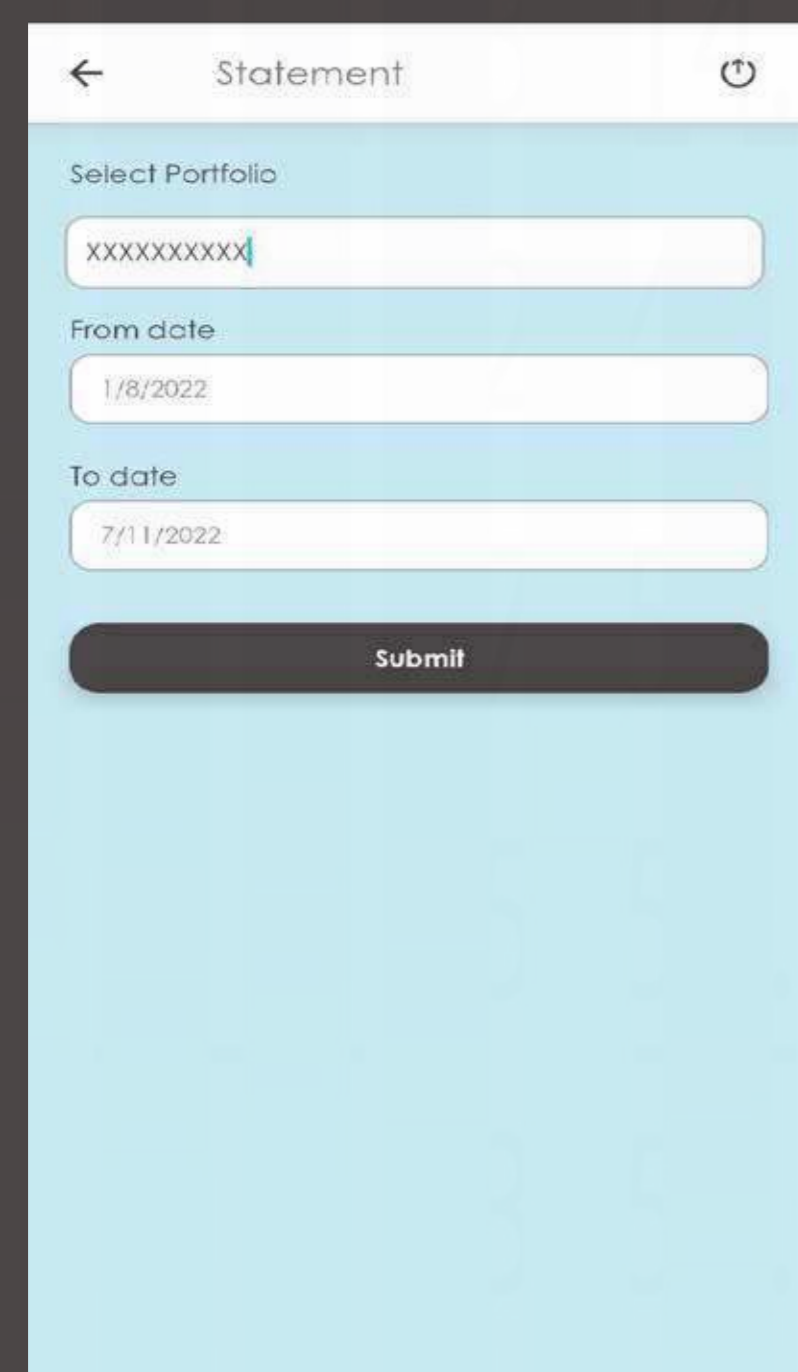 Statement
Select Portfolio
XXXXXXXXXX
From date
1/8/2022
To date
7/11/2022
Submit